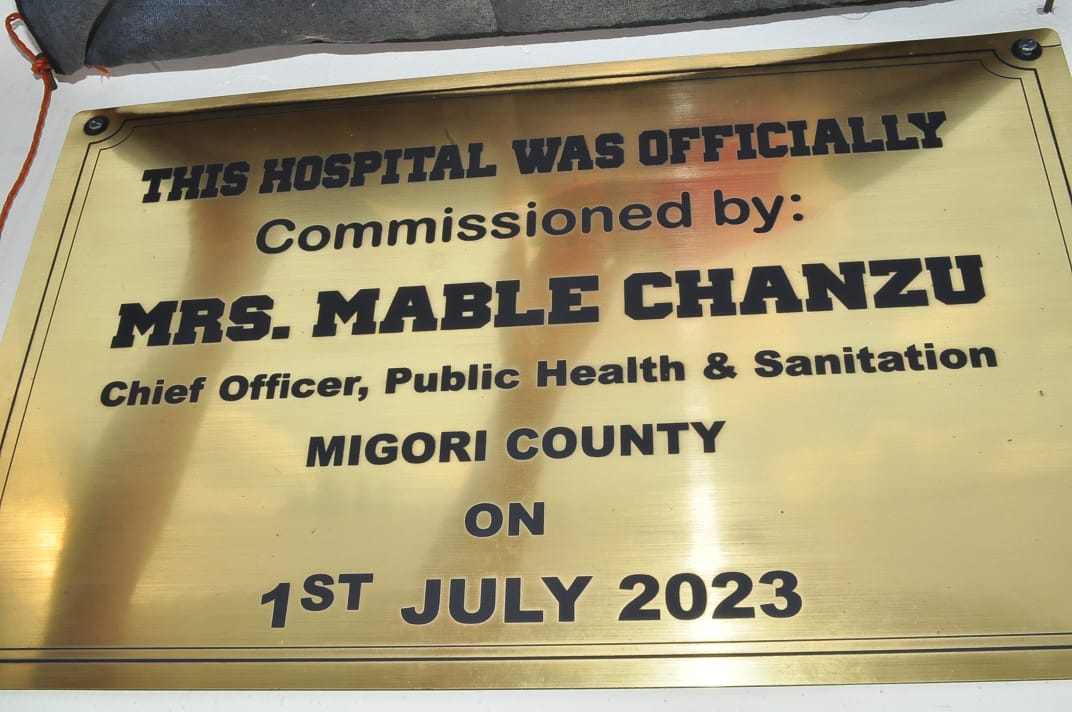 THIS HOSPITAL WAS OFFICIALLY
Commissioned by:
MRS. MABLE CHANZU
Chief Officer, Public Health & Sanitation
MIGORI COUNTY
ON
1ST JULY 2023